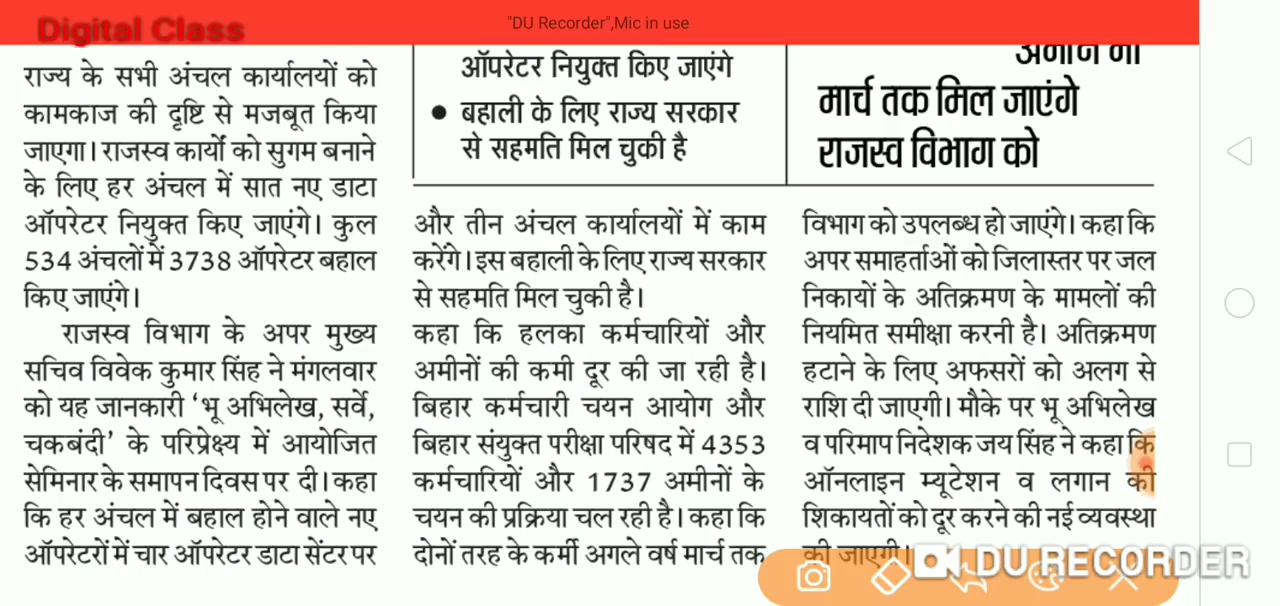 "DU Recorder",Mic in use
Digital Class
राज्य के सभी अंचल कार्यालयों को
कामकाज की दृष्टि से मजबूत किया
जाएगा। राजस्व कार्यों को सुगम बनाने
के लिए हर अंचल में सात नए डाटा
ऑपरेटर नियुक्त किए जाएंगे। कुल
534 अंचलों में 3738 ऑपरेटर बहाल
किए जाएंगे।
राजस्व विभाग के अपर मुख्य
सचिव विवेक कुमार सिंह ने मंगलवार
को यह जानकारी ‘भू अभिलेख, सर्वे,
चकबंदी’ के परिप्रेक्ष्य में आयोजित
सेमिनार के समापन दिवस पर दी। कहा
कि हर अंचल में बहाल होने वाले नए
ऑपरेटरों में चार ऑपरेटर डाटा सेंटर पर
ऑपरेटर नियुक्त किए जाएंगे
● बहाली के लिए राज्य सरकार
से सहमति मिल चुकी है
मार्च तक मिल जाएंगे
राजस्व विभाग को
और तीन अंचल कार्यालयों में काम
करेंगे। इस बहाली के लिए राज्य सरकार
से सहमति मिल चुकी है।
कहा कि हलका कर्मचारियों और
अमीनों की कमी दूर की जा रही है।
बिहार कर्मचारी चयन आयोग और
बिहार संयुक्त परीक्षा परिषद में 4353
कर्मचारियों और 1737 अमीनों के
चयन की प्रक्रिया चल रही है। कहा कि
दोनों तरह के कर्मी अगले वर्ष मार्च तक
विभाग को उपलब्ध हो जाएंगे। कहा कि
अपर समाहर्ताओं को जिलास्तर पर जल
निकायों के अतिक्रमण के मामलों की
नियमित समीक्षा करनी है। अतिक्रमण
हटाने के लिए अफसरों को अलग से
राशि दी जाएगी। मौके पर भू अभिलेख
व परिमाप निदेशक जय सिंह ने कहा कि
ऑनलाइन म्यूटेशन व लगान की
शिकायतों को दूर करने की नई व्यवस्था
की जाएगी।
DU RECORDER